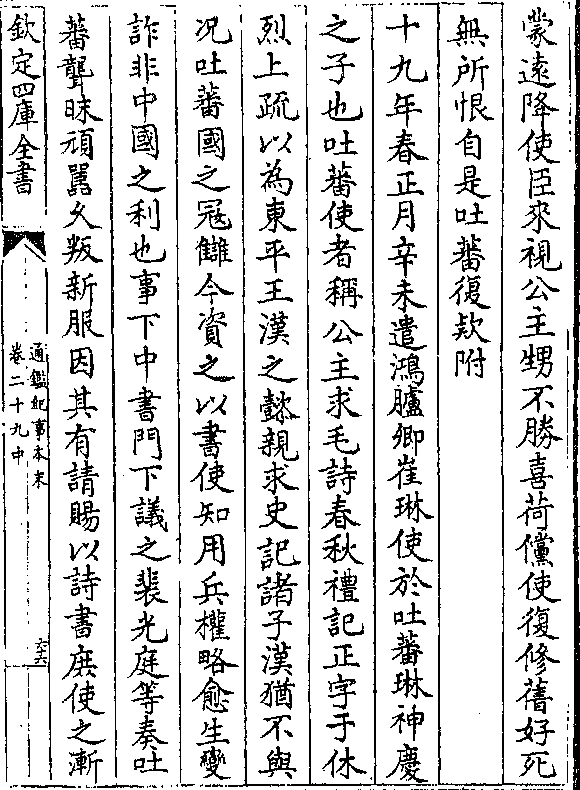 蒙遠降使臣來視公主甥不勝喜荷儻使復修舊好死
無所恨自是吐蕃復款附
十九年春正月辛未遣鴻臚卿崔琳使於吐蕃琳神慶
之子也吐蕃使者稱公主求毛詩春秋禮記正字于休
烈上疏以為東平王漢之懿親求史記諸子漢猶不與
况吐蕃國之冦讎今資之以書使知用兵權略愈生變
詐非中國之利也事下中書門下議之裴光庭等奏吐
蕃聾昧頑嚚久叛新服因其有請賜以詩書庶使之漸
欽定四庫全書
通鑑紀事本末
卷二十九中
六六